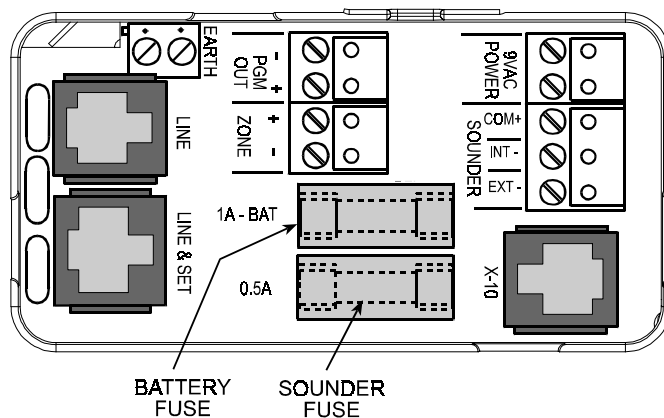 EARTH
PGM
OUT
-
+
ZONE
+
-
9VAC
POWER
SOUNDER
COM+
INT -
EXT -
LINE
LINE & SET
1A - BAT
0.5A
X-10
BATTERY
FUSE
SOUNDER
FUSE